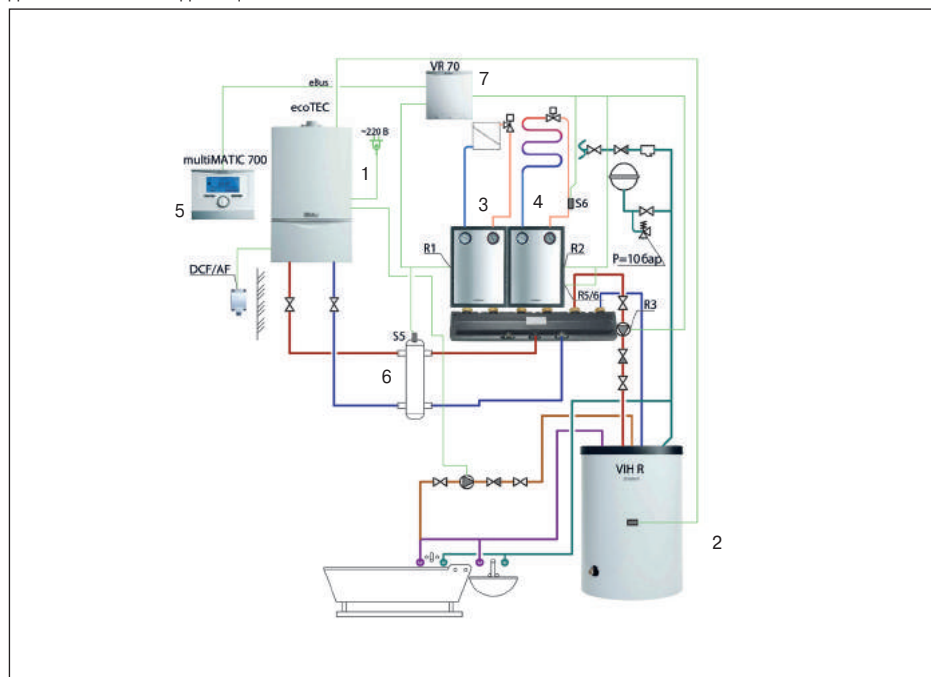 VR 70
7
eBus
ecoTEC
~220 В
1
multiMATIC 700
5
3
4
S6
R1
R2
P=10бар
DCF/AF
R5/6
R3
S5
6
VIH R
2